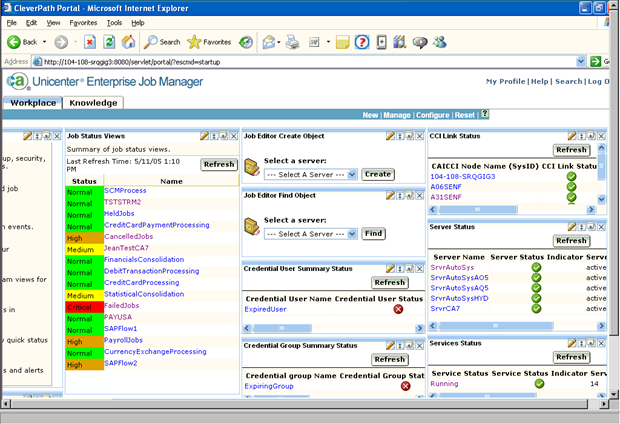 CleverPath Portal - Microsoft Internet Explorer
File Edit View Favorites Tools Help
Back Search Favorites
Address http://104-108-srqgig3:8080/servlet/portal/?escmd=startup Go
ca Unicenter® Enterprise Job Manager
My Profile | Help | Search | Log O
Workplace Knowledge
New | Manage | Configure | Reset | ?
up, security,
d job
n events.
ur
am views for
s in
u quick status
s and alerts
Job Status Views
Summary of job status views.
Last Refresh Time: 5/11/05 1:10
PM
Refresh
Status Name
Normal SCMProcess
Normal TSTSTRM2
Normal HeldJobs
Normal CreditCardPaymentProcessing
High CancelledJobs
Medium JeanTestCA7
Normal FinancialsConsolidation
Normal DebitTransactionProcessing
Normal CreditCardProcessing
Medium StatisticalConsolidation
Critical FailedJobs
Normal PAYUSA
Normal SAPFlow1
High PayrollJobs
Normal CurrencyExchangeProcessing
High SAPFlow2
Job Editor Create Object
Select a server:
--- Select A Server --- Create
Job Editor Find Object
Select a server:
--- Select A Server --- Find
Credential User Summary Status
Refresh
Credential User Name Credential User Status
ExpiredUser
Credential Group Summary Status
Refresh
Credential group Name Credential Group Stat
ExpiringGroup
CCI Link Status
Refresh
CAICCI Node Name (SysID) CCI Link Status
104-108-SRQGIG3
A06SENF
A31SENF
Server Status
Refresh
Server Name Server Status Indicator Serve
SrvrAutoSys active
SrvrAutoSysAO5 active
SrvrAutoSysAQ5 active
SrvrAutoSysHYD active
SrvrCA7 active
Services Status
Refresh
Service Status Service Status Indicator Serv
Running 14